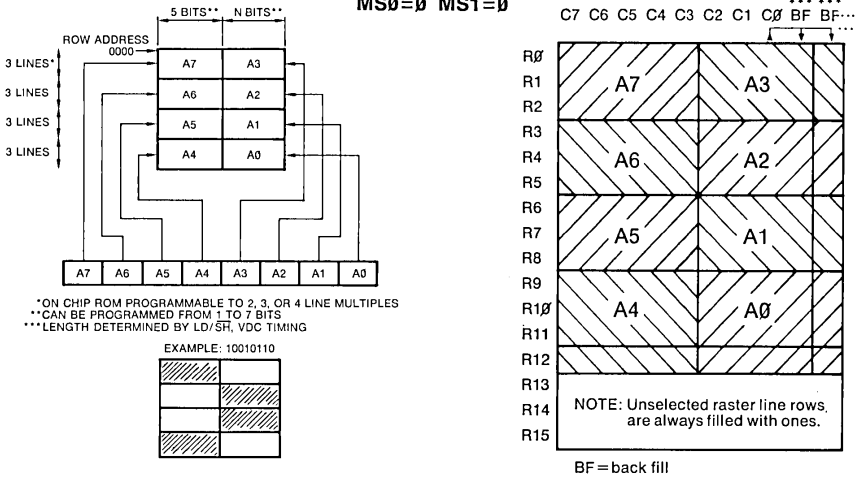 MSØ=Ø MS1=Ø
5 BITS** N BITS**
ROW ADDRESS
0000
3 LINES*
3 LINES
3 LINES
3 LINES
A7 A3
A6 A2
A5 A1
A4 AØ
A7 A6 A5 A4 A3 A2 A1 AØ
*ON CHIP ROM PROGRAMMABLE TO 2, 3, OR 4 LINE MULTIPLES
**CAN BE PROGRAMMED FROM 1 TO 7 BITS
***LENGTH DETERMINED BY LD/SH, VDC TIMING
EXAMPLE: 10010110
*** ***
C7 C6 C5 C4 C3 C2 C1 CØ BF BF...
...
RØ
R1
R2
R3
R4
R5
R6
R7
R8
R9
R1Ø
R11
R12
R13
R14
R15
A7 A3
A6 A2
A5 A1
A4 AØ
NOTE: Unselected raster line rows,
are always filled with ones.
BF=back fill